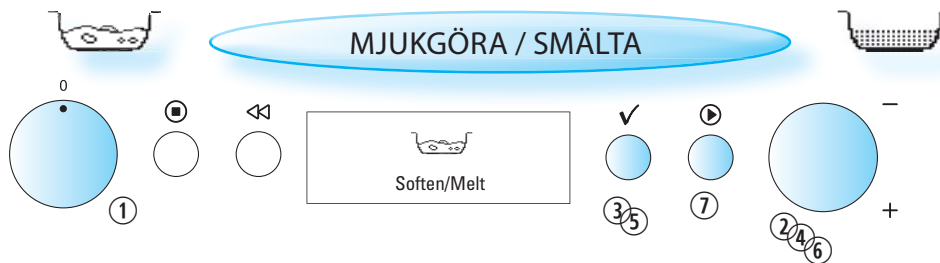 MJUKGÖRA / SMÄLTA
0
Soften/Melt
− 
+
① 
③ ⑤
⑦
② ④ ⑥